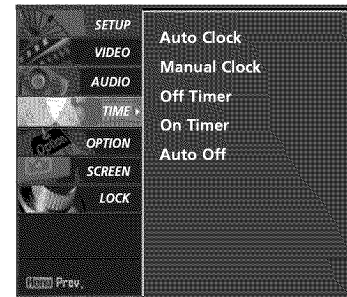 SETUP
VIDEO
AUDIO
TIME
OPTION
SCREEN
LOCK
Auto Clock
Manual Clock
Off Timer
On Timer
Auto Off
Menu Prev.